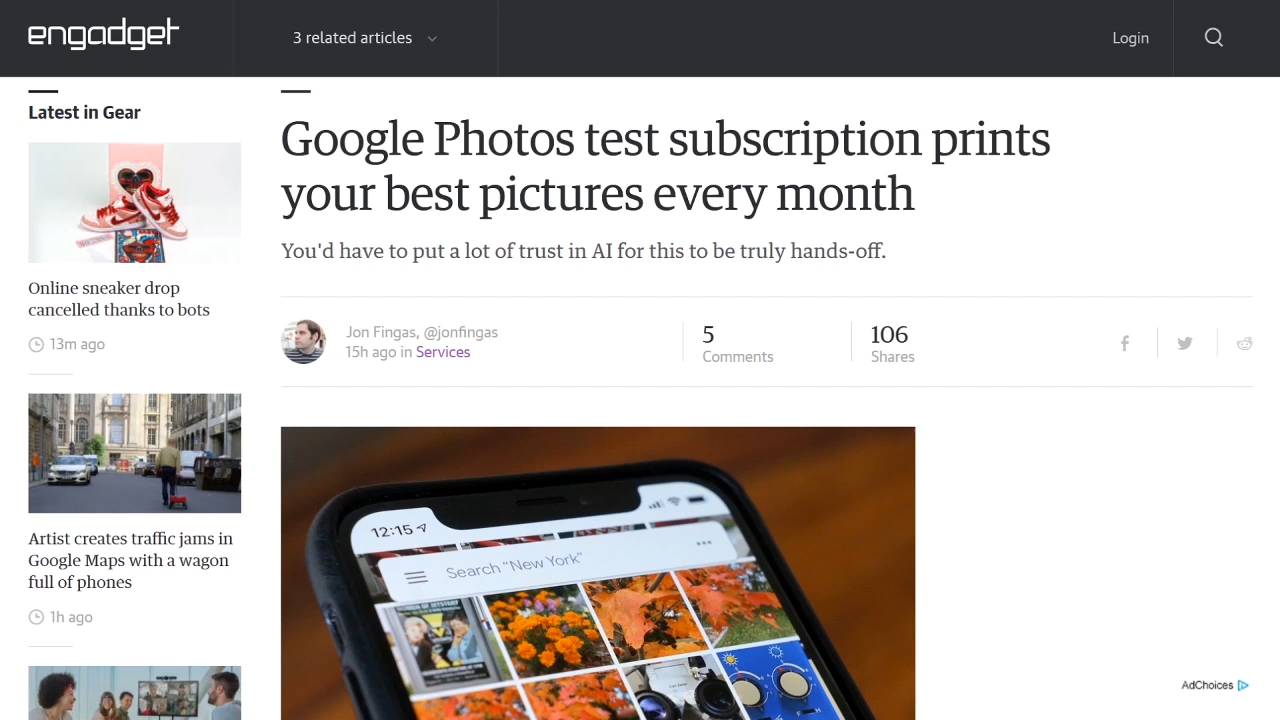 engadget
3 related articles
Login
Latest in Gear
Online sneaker drop
cancelled thanks to bots
13m ago
Artist creates traffic jams in
Google Maps with a wagon
full of phones
1h ago
Google Photos test subscription prints
your best pictures every month
You'd have to put a lot of trust in AI for this to be truly hands-off.
Jon Fingas, @jonfingas
15h ago in Services
5
Comments
106
Shares
12:15
Search “New York”
AdChoices